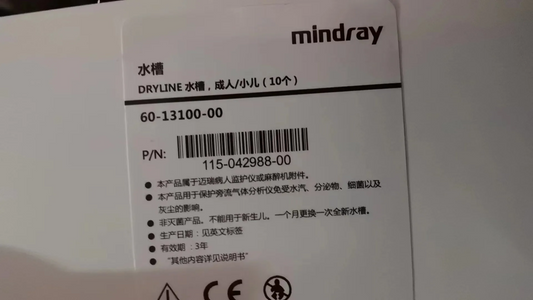 mindray
水槽
DRYLINE 水槽，成人/小儿（10个）
60-13100-00
P/N:
115-042988-00
• 本产品属于迈瑞病人监护仪或麻醉机附件。
• 本产品用于保护旁流气体分析仪免受水汽、分泌物、细菌以及
灰尘的影响。
• 非灭菌产品、不能用于新生儿，一个月更换一次全新水槽。
• 生产日期：见英文标签
• 有效期：3年
• “其他内容详见说明书”